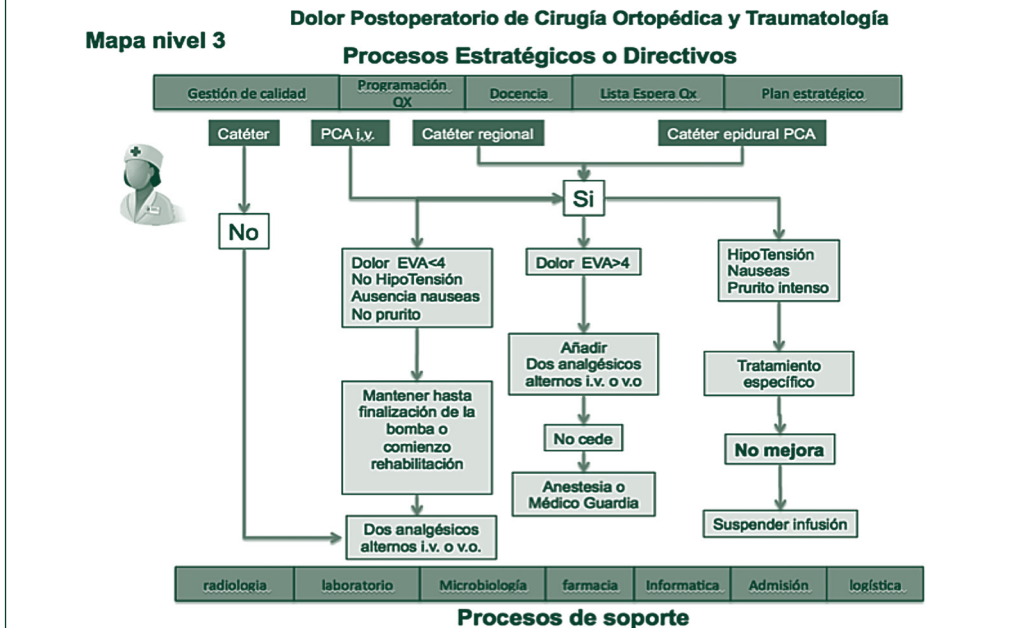 Dolor Postoperatorio de Cirugía Ortopédica y Traumatología
Mapa nivel 3
Procesos Estratégicos o Directivos
Gestión de calidad
Programación
QX
Docencia
Lista Espera Qx
Plan estratégico
Catéter
PCA i.v.
Catéter regional
Catéter epidural PCA
Si
No
Dolor EVA<4
No HipoTensión
Ausencia nauseas
No prurito
Dolor EVA>4
HipoTensión
Nauseas
Prurito intenso
Añadir
Dos analgésicos
alternos i.v. o v.o
Tratamiento
específico
Mantener hasta
finalización de la
bomba o
comienzo
rehabilitación
No cede
No mejora
Anestesia o
Médico Guardia
Suspender infusión
Dos analgésicos
alternos i.v. o v.o.
radiologia
laboratorio
Microbiología
farmacia
Informatica
Admisión
logística
Procesos de soporte